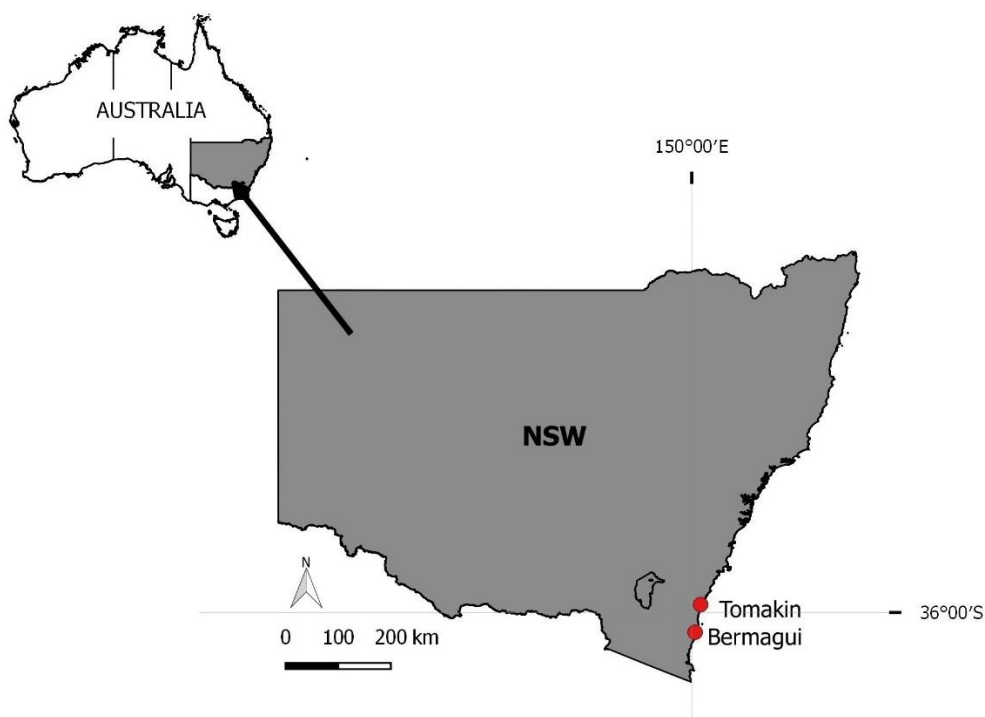 AUSTRALIA
150°00'E
NSW
N
Tomakin
36°00'S
Bermagui
0 100 200 km